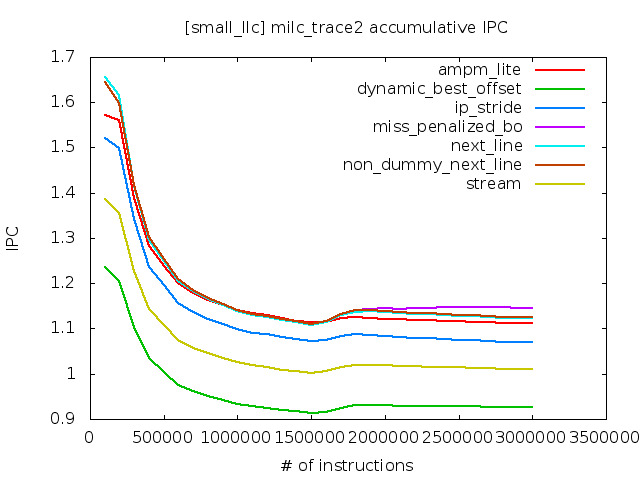 [small_llc] milc_trace2 accumulative IPC
1.7
1.6
1.5
1.4
1.3
1.2
1.1
1
0.9
IPC
ampm_lite
dynamic_best_offset
ip_stride
miss_penalized_bo
next_line
non_dummy_next_line
stream
0 500000 1000000 1500000 2000000 2500000 3000000 3500000
# of instructions